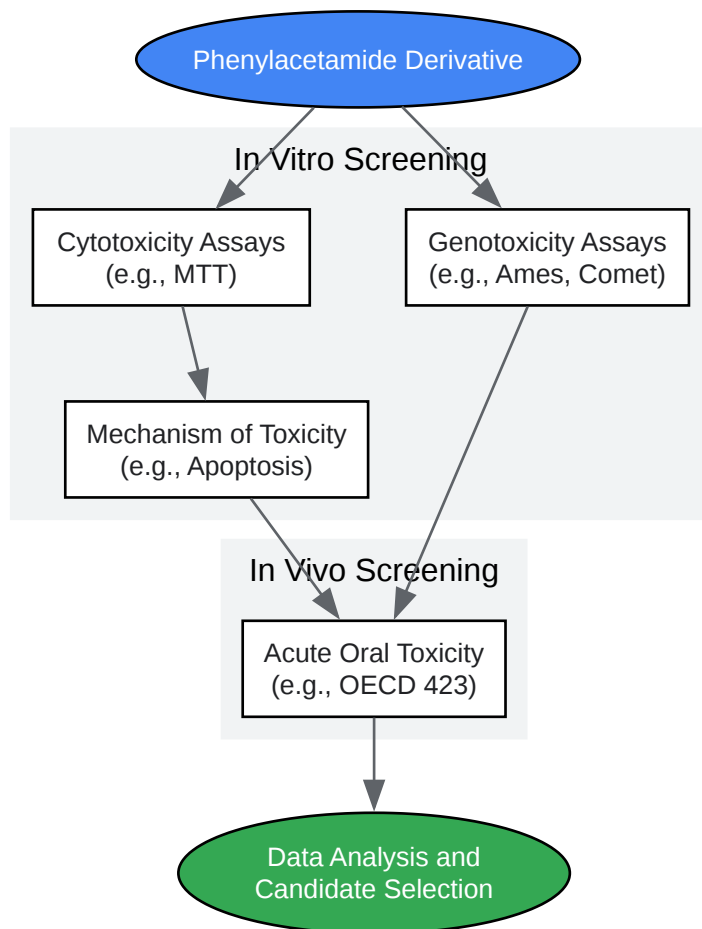 Phenylacetamide Derivative
In Vitro Screening
Cytotoxicity Assays
(e.g., MTT)
Genotoxicity Assays
(e.g., Ames, Comet)
Mechanism of Toxicity
(e.g., Apoptosis)
In Vivo Screening
Acute Oral Toxicity
(e.g., OECD 423)
Data Analysis and
Candidate Selection